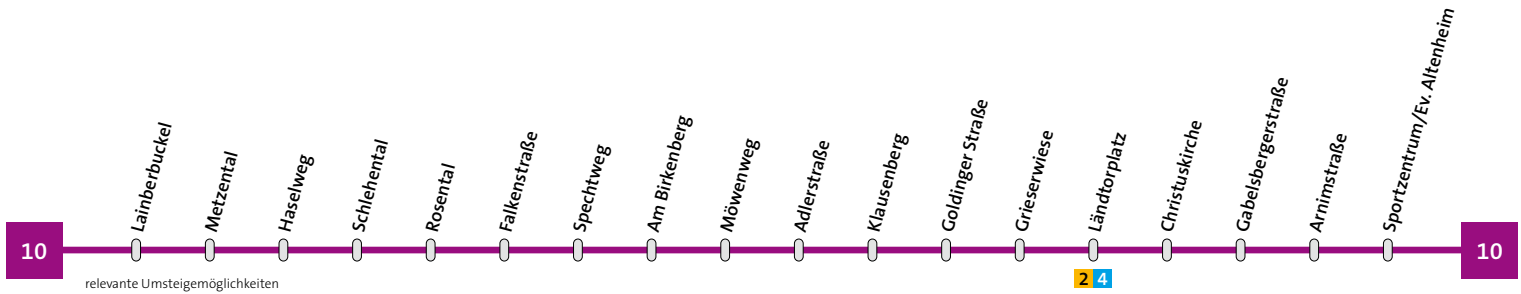 Lainberbuckel
Metzental
Haselweg
Schlehental
Rosental
Falkenstraße
Spechtweg
Am Birkenberg
Möwenweg
Adlerstraße
Klausenberg
Goldinger Straße
Grieserwiese
Ländtorplatz
Christuskirche
Gabelsbergerstraße
Arnimstraße
Sportzentrum/Ev. Altenheim
10
10
relevante Umsteigemöglichkeiten
2 4